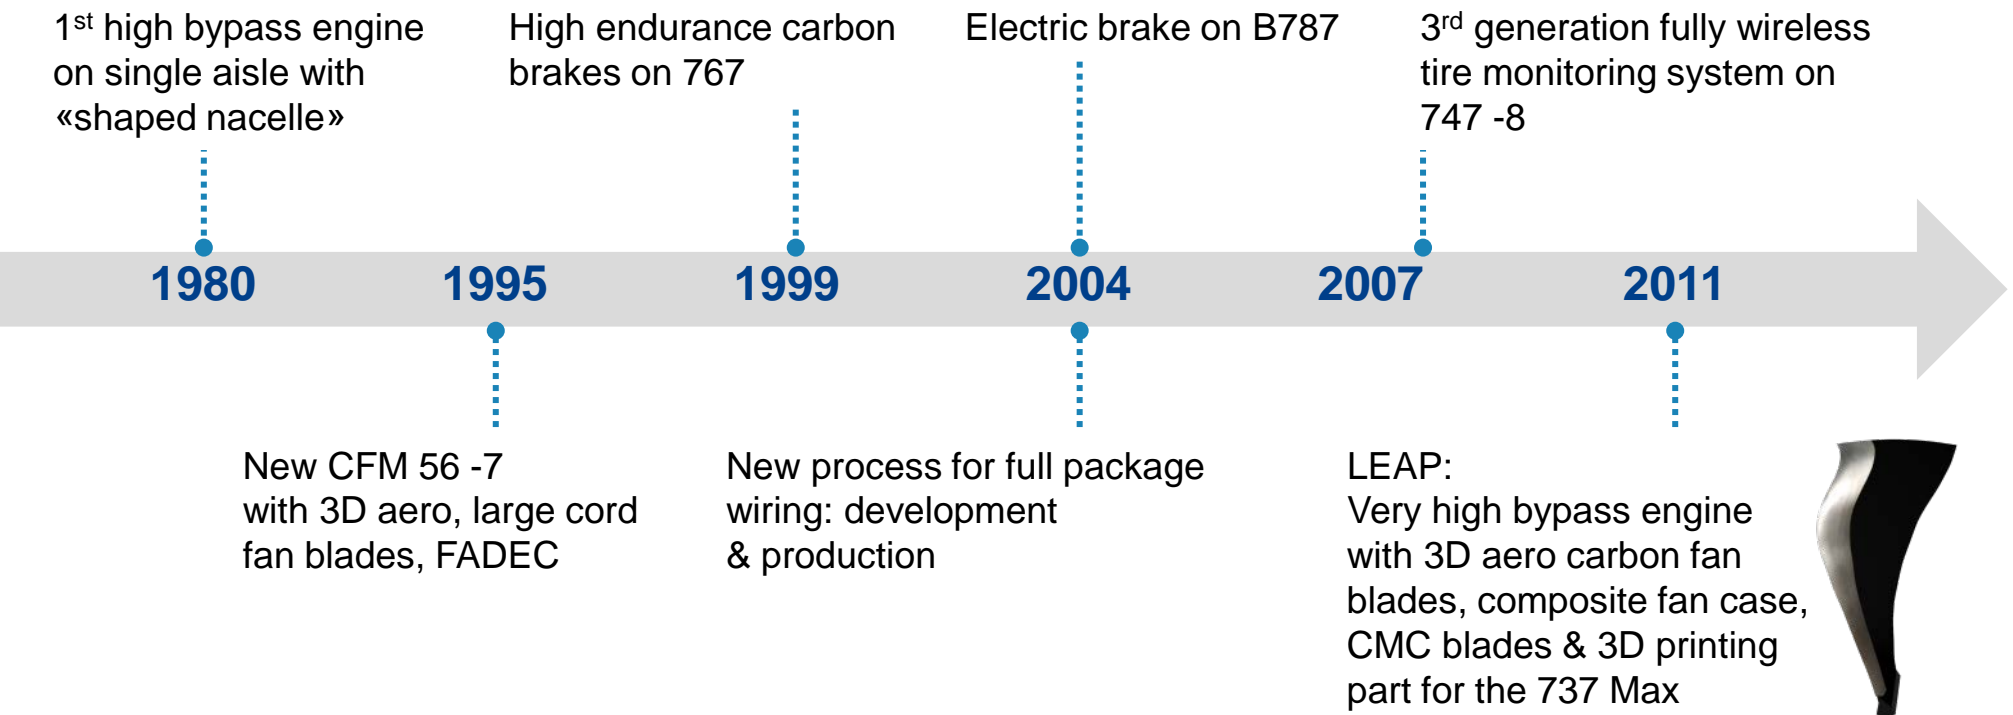 1st high bypass engine
on single aisle with
«shaped nacelle»
High endurance carbon
brakes on 767
Electric brake on B787
3rd generation fully wireless
tire monitoring system on
747 -8
1980
1995
1999
2004
2007
2011
New CFM 56 -7
with 3D aero, large cord
fan blades, FADEC
New process for full package
wiring: development
& production
LEAP:
Very high bypass engine
with 3D aero carbon fan
blades, composite fan case,
CMC blades & 3D printing
part for the 737 Max